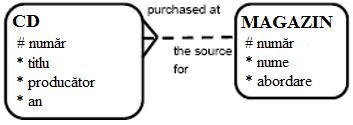 CD
# număr
* titlu
* producător
* an
purchased at
the source
for
MAGAZIN
# număr
* nume
* abordare